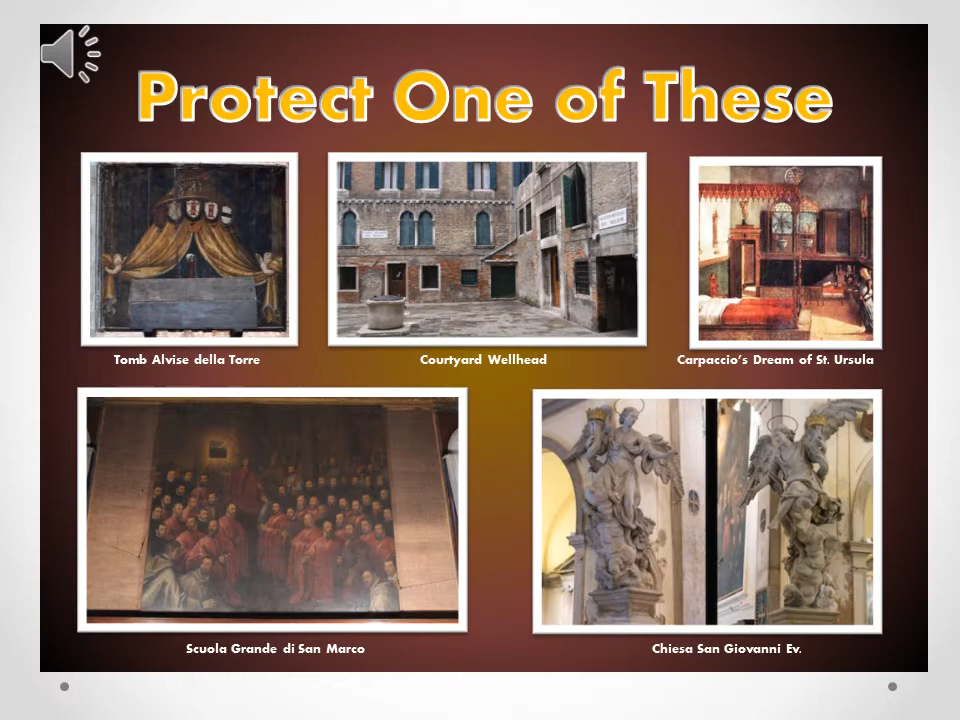 Protect One of These
Tomb Alvise della Torre
Courtyard Wellhead
Carpaccio's Dream of St. Ursula
Scuola Grande di San Marco
Chiesa San Giovanni Ev.